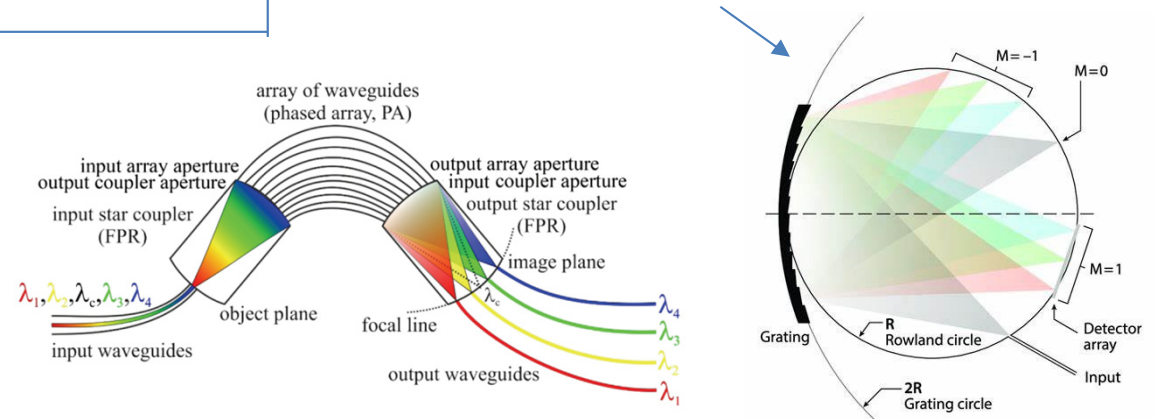 array of waveguides
(phased array, PA)
input array aperture
output coupler aperture
input star coupler
(FPR)
λ₁,λ₂,λc,λ₃,λ₄
input waveguides
object plane
output array aperture
input coupler aperture
output star coupler
(FPR)
image plane
λc
focal line
output waveguides
λ₄
λ₃
λ₂
λ₁
M= −1
M=0
M=1
Grating
R
Rowland circle
2R
Grating circle
Detector
array
Input